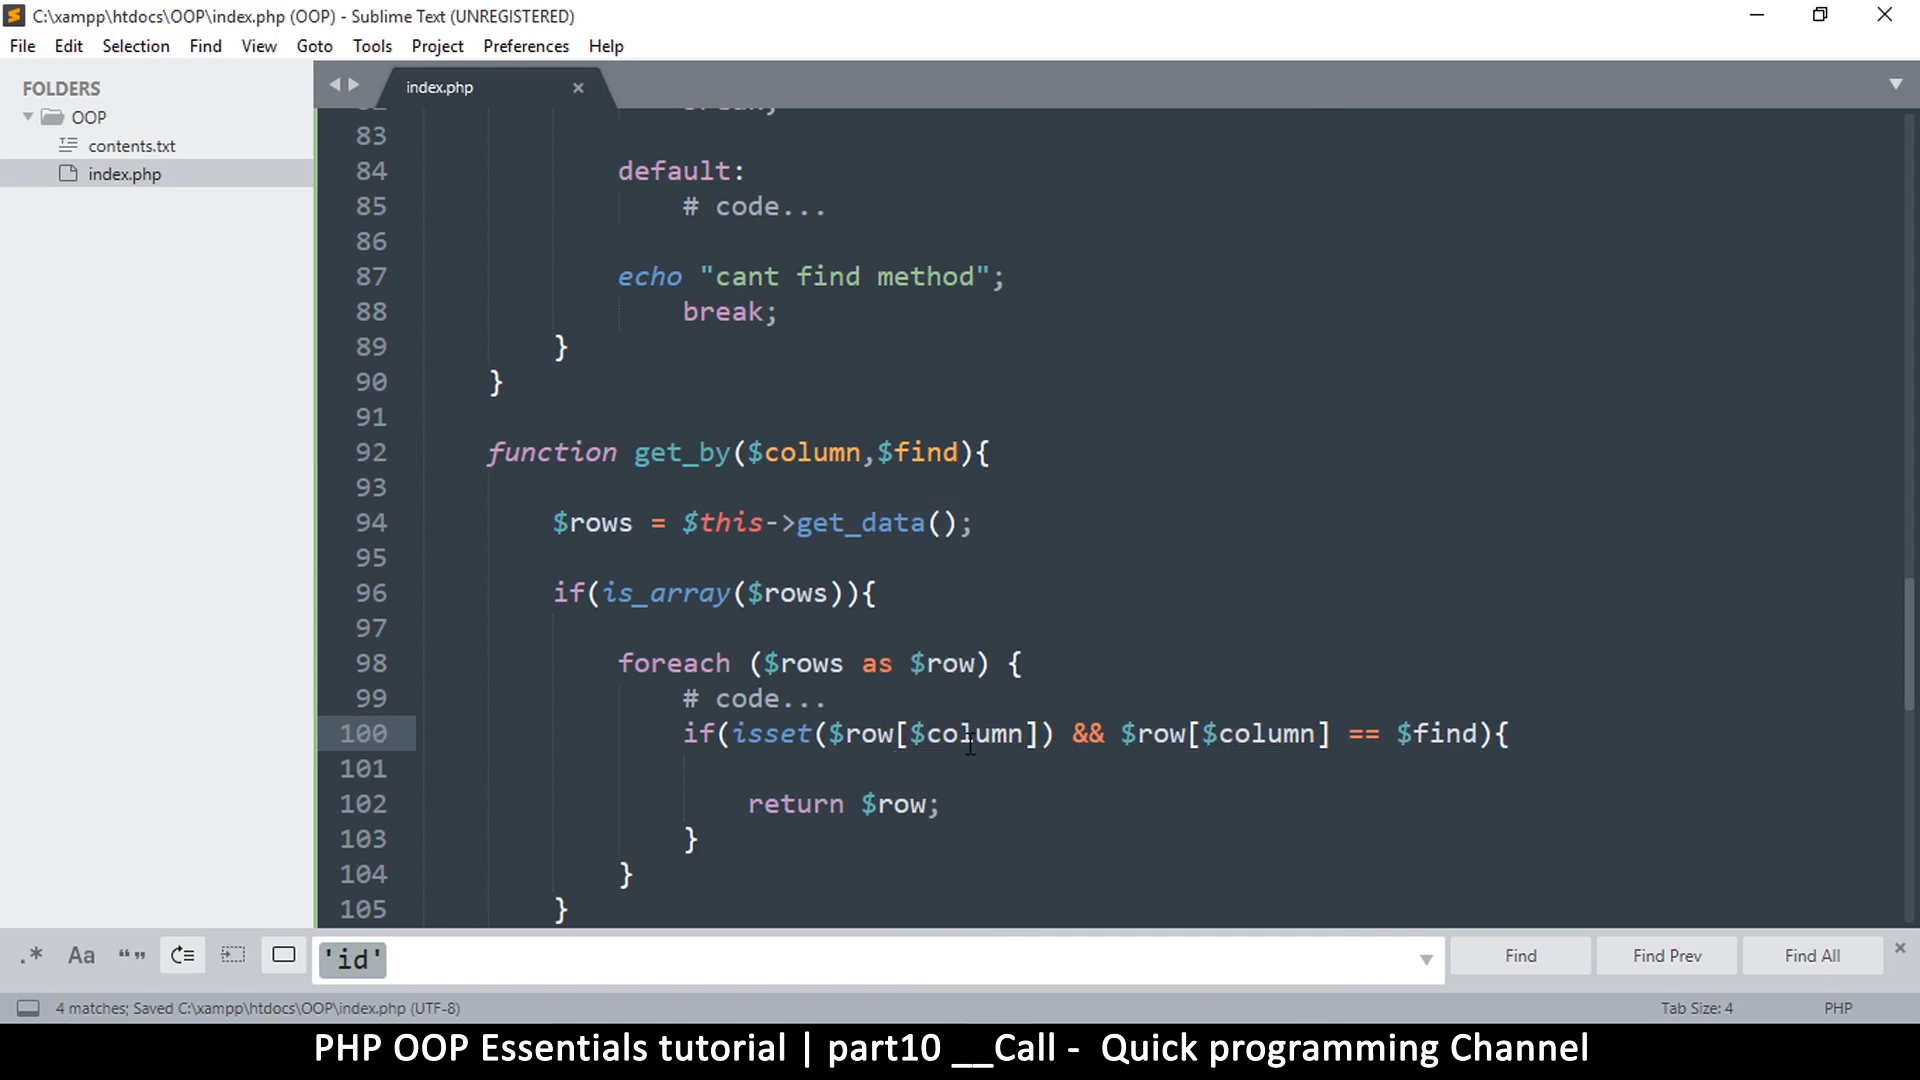 C:\xampp\htdocs\OOP\index.php (OOP) - Sublime Text (UNREGISTERED)
File Edit Selection Find View Goto Tools Project Preferences Help
FOLDERS
OOP
contents.txt
index.php
index.php
83
84 default:
85 # code...
86
87 echo "cant find method";
88 break;
89 }
90 }
91
92 function get_by($column,$find){
93
94 $rows = $this->get_data();
95
96 if(is_array($rows)){
97
98 foreach ($rows as $row) {
99 # code...
100 if(isset($row[$column]) && $row[$column] == $find){
101
102 return $row;
103 }
104 }
105 }
.* Aa “” 'id' Find Find Prev Find All
4 matches; Saved C:\xampp\htdocs\OOP\index.php (UTF-8) Tab Size: 4 PHP
PHP OOP Essentials tutorial | part10 __Call - Quick programming Channel